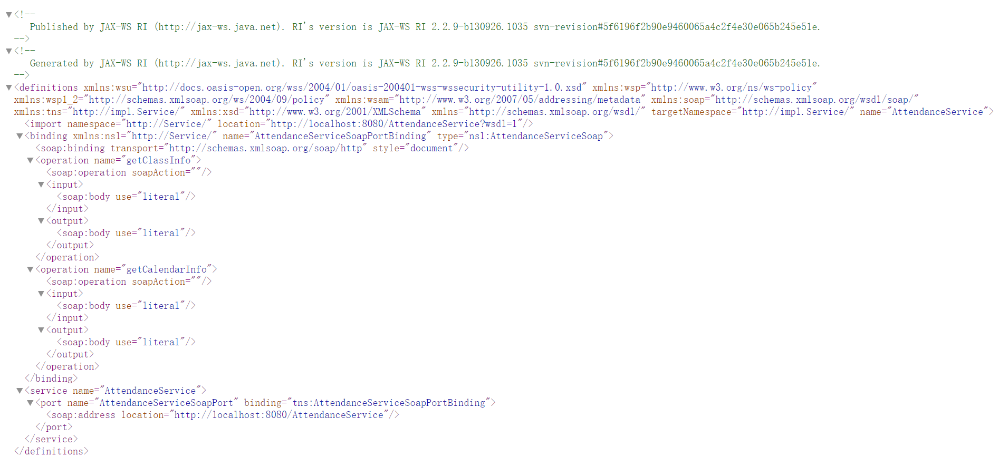 ▼<!--
Published by JAX-WS RI (http://jax-ws.java.net). RI's version is JAX-WS RI 2.2.9-b130926.1035 svn-revision#5f6196f2b90e9460065a4c2f4e30e065b245e51e.
-->
▼<!--
Generated by JAX-WS RI (http://jax-ws.java.net). RI's version is JAX-WS RI 2.2.9-b130926.1035 svn-revision#5f6196f2b90e9460065a4c2f4e30e065b245e51e.
-->
▼<definitions xmlns:wsu="http://docs.oasis-open.org/wss/2004/01/oasis-200401-wss-wssecurity-utility-1.0.xsd" xmlns:wsp="http://www.w3.org/ns/ws-policy"
xmlns:wsp1_2="http://schemas.xmlsoap.org/ws/2004/09/policy" xmlns:wsam="http://www.w3.org/2007/05/addressing/metadata" xmlns:soap="http://schemas.xmlsoap.org/wsdl/soap/"
xmlns:tns="http://impl.Service/" xmlns:xsd="http://www.w3.org/2001/XMLSchema" xmlns="http://schemas.xmlsoap.org/wsdl/" targetNamespace="http://impl.Service/" name="AttendanceService">
<import namespace="http://Service/" location="http://localhost:8080/AttendanceService?wsdl=1"/>
▼<binding xmlns:ns1="http://Service/" name="AttendanceServiceSoapPortBinding" type="ns1:AttendanceServiceSoap">
<soap:binding transport="http://schemas.xmlsoap.org/soap/http" style="document"/>
▼<operation name="getClassInfo">
<soap:operation soapAction=""/>
▼<input>
<soap:body use="literal"/>
</input>
▼<output>
<soap:body use="literal"/>
</output>
</operation>
▼<operation name="getCalendarInfo">
<soap:operation soapAction=""/>
▼<input>
<soap:body use="literal"/>
</input>
▼<output>
<soap:body use="literal"/>
</output>
</operation>
</binding>
▼<service name="AttendanceService">
▼<port name="AttendanceServiceSoapPort" binding="tns:AttendanceServiceSoapPortBinding">
<soap:address location="http://localhost:8080/AttendanceService"/>
</port>
</service>
</definitions>